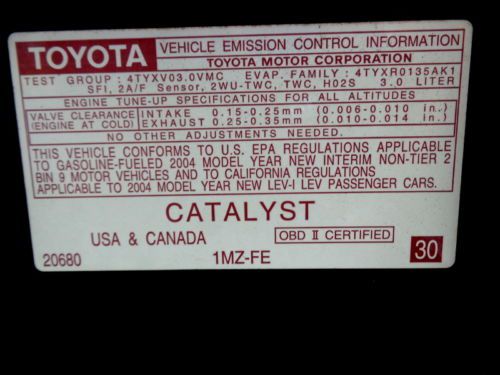 TOYOTA VEHICLE EMISSION CONTROL INFORMATION
TOYOTA MOTOR CORPORATION
TEST GROUP : 4TYXV03.0VMC EVAP. FAMILY : 4TYXR0135AK1
SFI, 2A/F Sensor, 2WU-TWC, TWC, HO2S 3.0 LITER
ENGINE TUNE-UP SPECIFICATIONS FOR ALL ALTITUDES
VALVE CLEARANCE INTAKE 0.15-0.25mm (0.006-0.010 in.)
(ENGINE AT COLD) EXHAUST 0.25-0.35mm (0.010-0.014 in.)
NO OTHER ADJUSTMENTS NEEDED.
THIS VEHICLE CONFORMS TO U.S. EPA REGULATIONS APPLICABLE
TO GASOLINE-FUELED 2004 MODEL YEAR NEW INTERIM NON-TIER 2
BIN 9 MOTOR VEHICLES AND TO CALIFORNIA REGULATIONS
APPLICABLE TO 2004 MODEL YEAR NEW LEV-I LEV PASSENGER CARS.
CATALYST
USA & CANADA OBD II CERTIFIED
20680 1MZ-FE 30